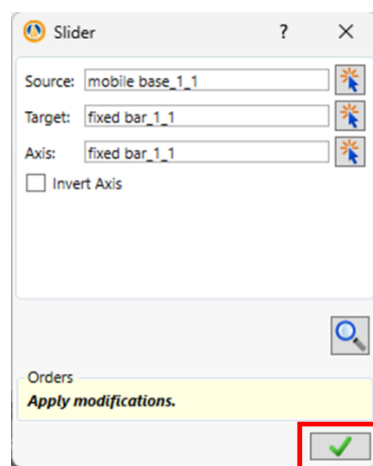 Slider
?
Source: mobile base_1_1
Target: fixed bar_1_1
Axis: fixed bar_1_1
Invert Axis
Orders
Apply modifications.